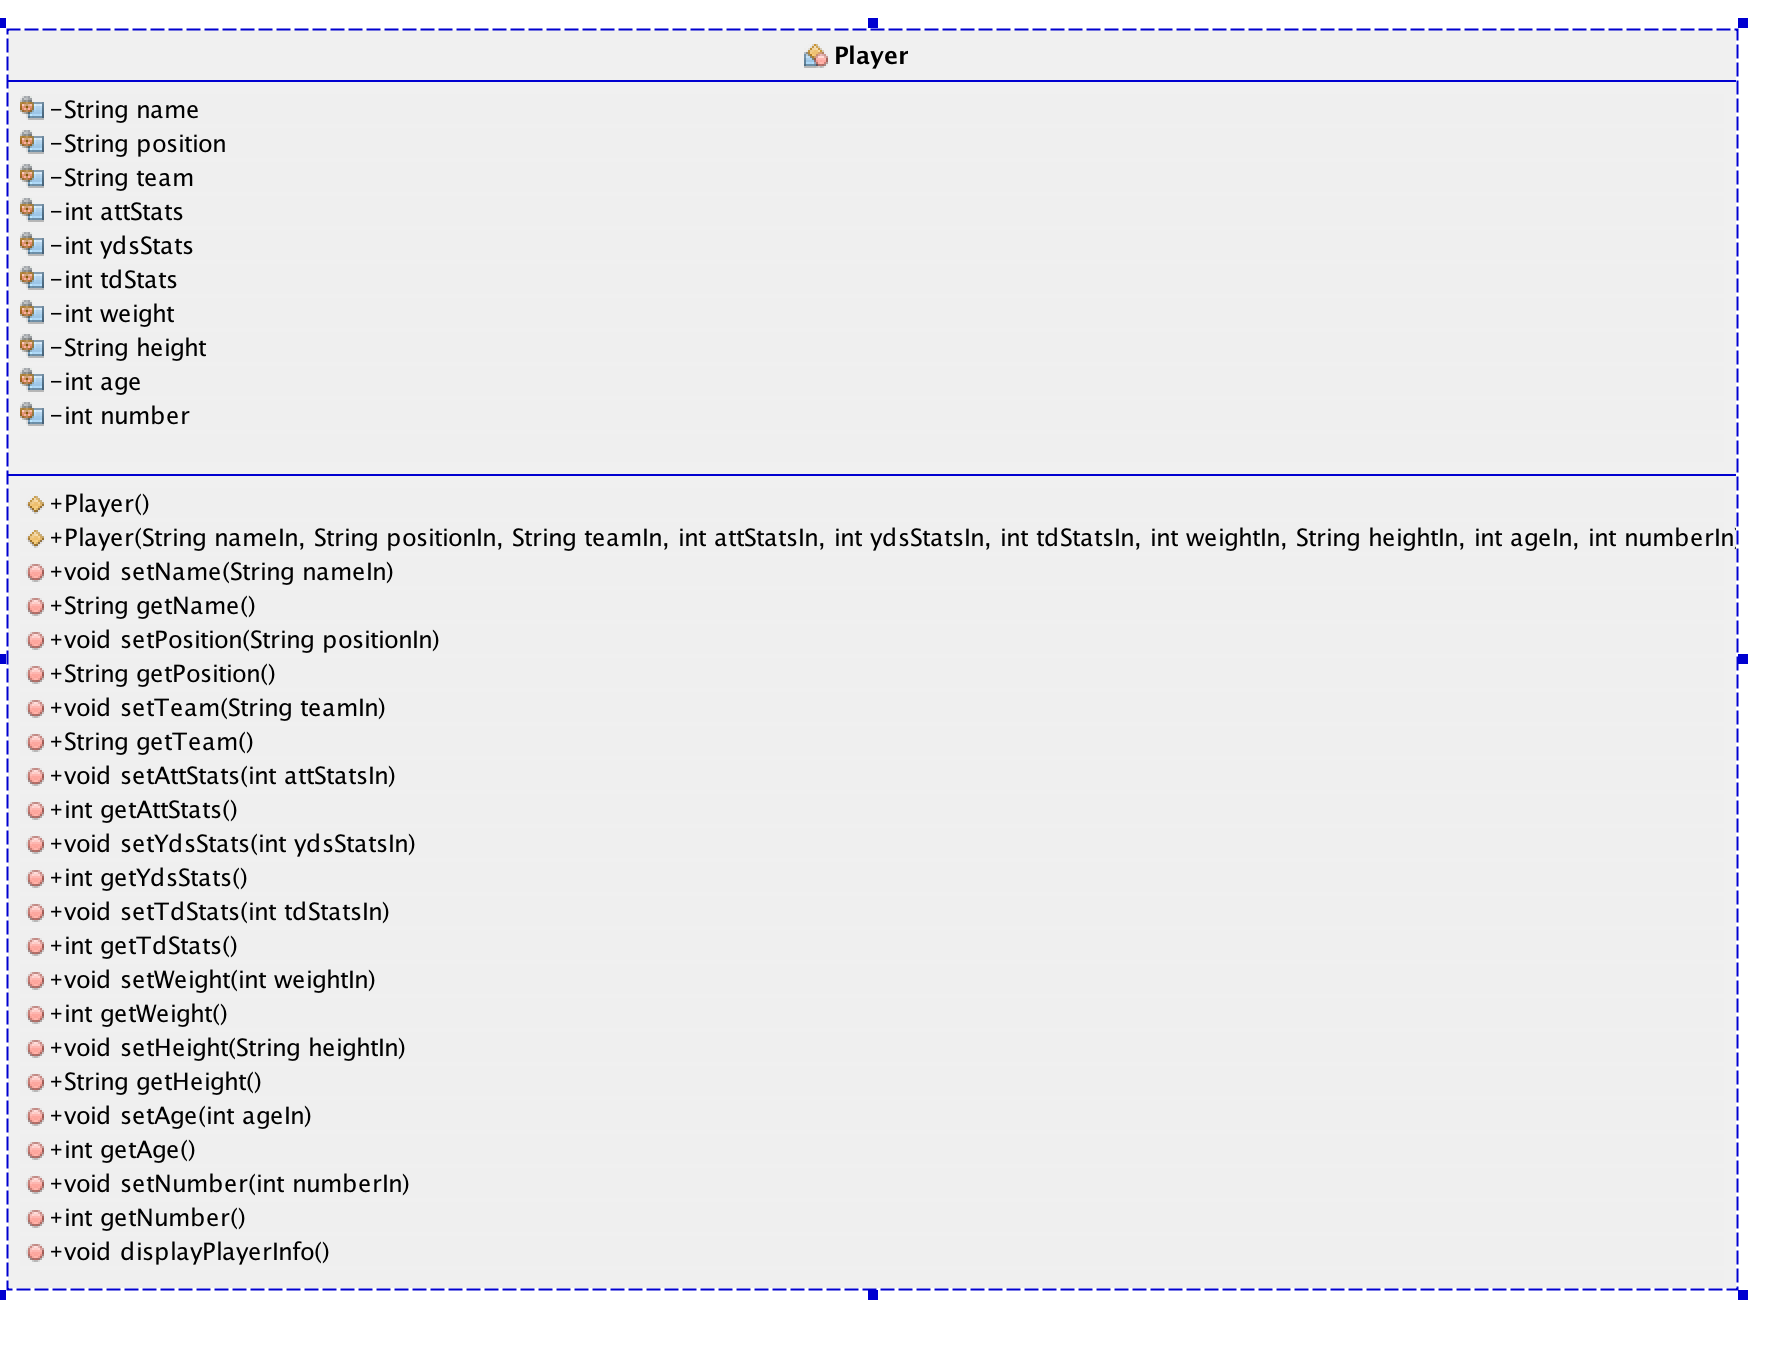 Player
-String name
-String position
-String team
-int attStats
-int ydsStats
-int tdStats
-int weight
-String height
-int age
-int number
+Player()
+Player(String nameIn, String positionIn, String teamIn, int attStatsIn, int ydsStatsIn, int tdStatsIn, int weightIn, String heightIn, int ageIn, int numberIn)
+void setName(String nameIn)
+String getName()
+void setPosition(String positionIn)
+String getPosition()
+void setTeam(String teamIn)
+String getTeam()
+void setAttStats(int attStatsIn)
+int getAttStats()
+void setYdsStats(int ydsStatsIn)
+int getYdsStats()
+void setTdStats(int tdStatsIn)
+int getTdStats()
+void setWeight(int weightIn)
+int getWeight()
+void setHeight(String heightIn)
+String getHeight()
+void setAge(int ageIn)
+int getAge()
+void setNumber(int numberIn)
+int getNumber()
+void displayPlayerInfo()